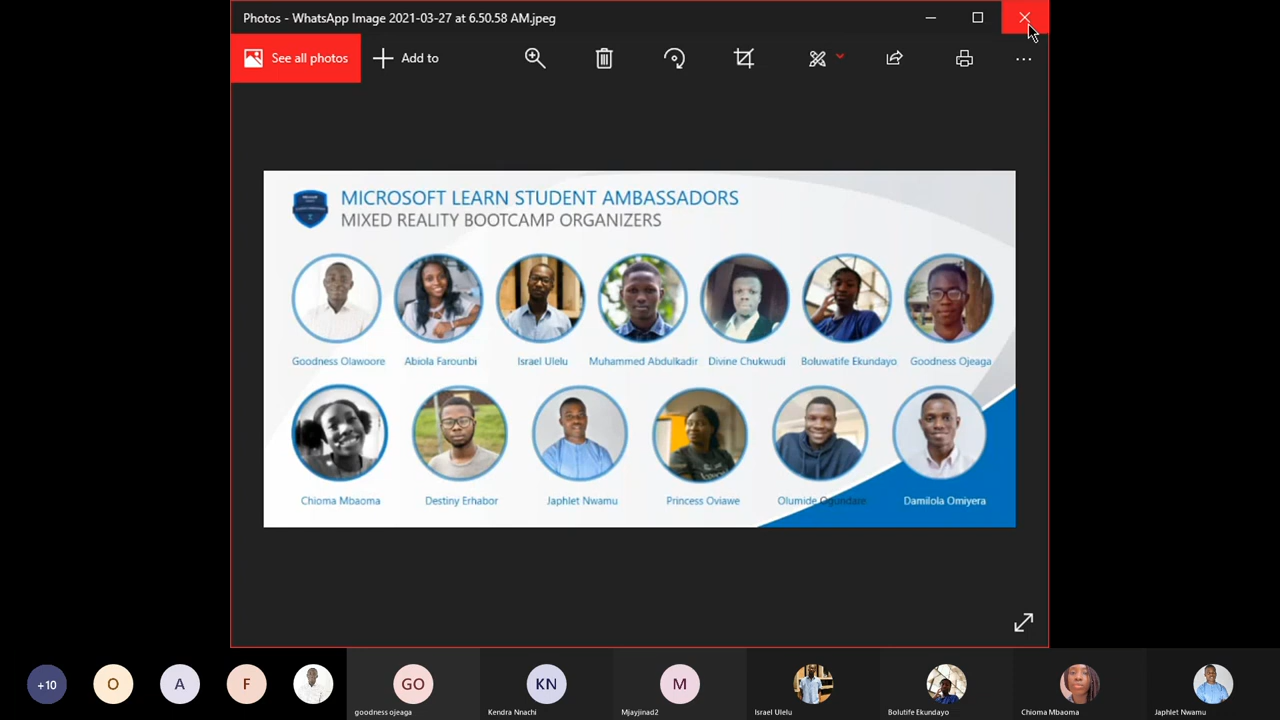 Photos - WhatsApp Image 2021-03-27 at 6.50.58 AM.jpeg
See all photos
Add to
MICROSOFT LEARN STUDENT AMBASSADORS
MIXED REALITY BOOTCAMP ORGANIZERS
Goodness Olawoore Abiola Farounbi Israel Ulelu Muhammed Abdulkadir Divine Chukwudi Boluwatife Ekundayo Goodness Ojeaga
Chioma Mbaoma Destiny Erhabor Japhlet Nwamu Princess Oviawe Olumide Ogundare Damilola Omiyera
+10 O A F GO KN M
goodness ojeaga Kendra Nnachi Mjayjinad2 Israel Ulelu Bolutife Ekundayo Chioma Mbaoma Japhlet Nwamu